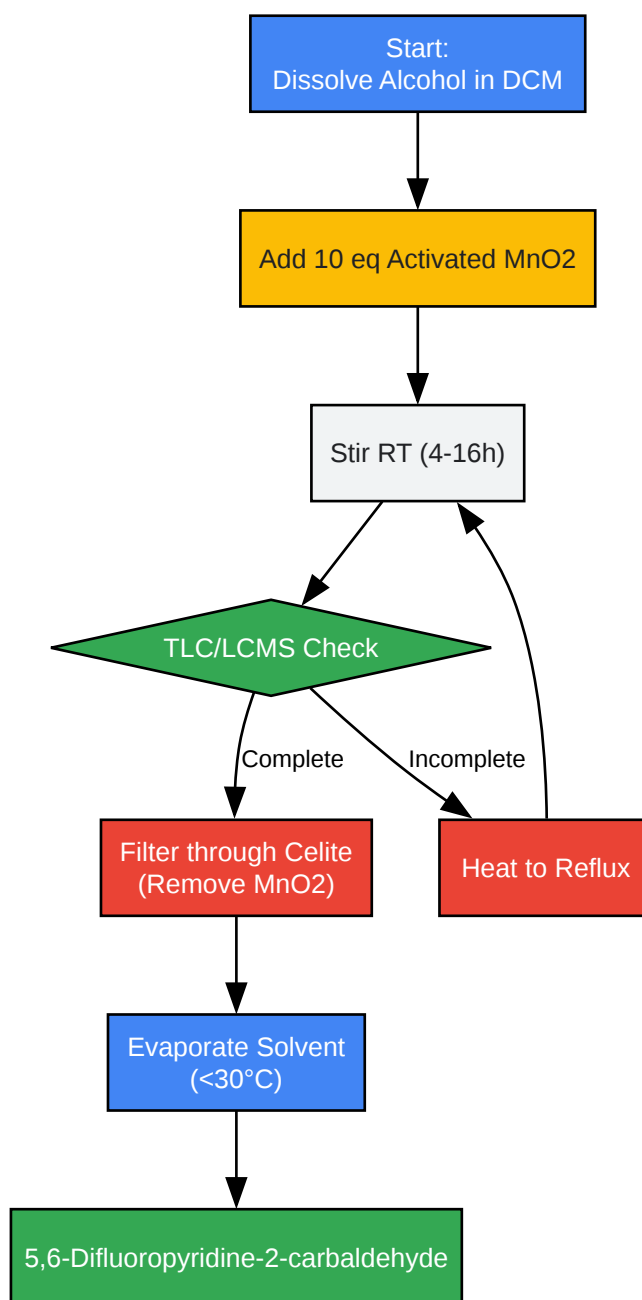 Start:
Dissolve Alcohol in DCM
Add 10 eq Activated MnO2
Stir RT (4-16h)
TLC/LCMS Check
Complete
Incomplete
Filter through Celite
(Remove MnO2)
Heat to Reflux
Evaporate Solvent
(<30°C)
5,6-Difluoropyridine-2-carbaldehyde